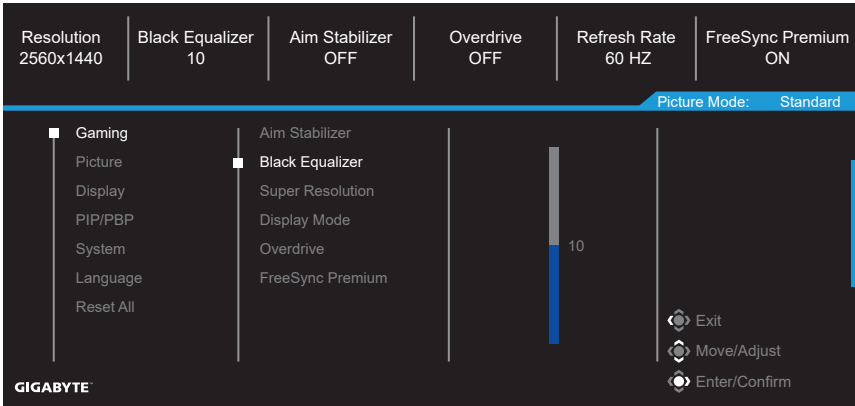 Resolution
2560x1440
Black Equalizer
10
Aim Stabilizer
OFF
Overdrive
OFF
Refresh Rate
60 HZ
FreeSync Premium
ON
Picture Mode: Standard
Gaming
Picture
Display
PIP/PBP
System
Language
Reset All
Aim Stabilizer
Black Equalizer
Super Resolution
Display Mode
Overdrive
FreeSync Premium
10
Exit
Move/Adjust
Enter/Confirm
GIGABYTE™